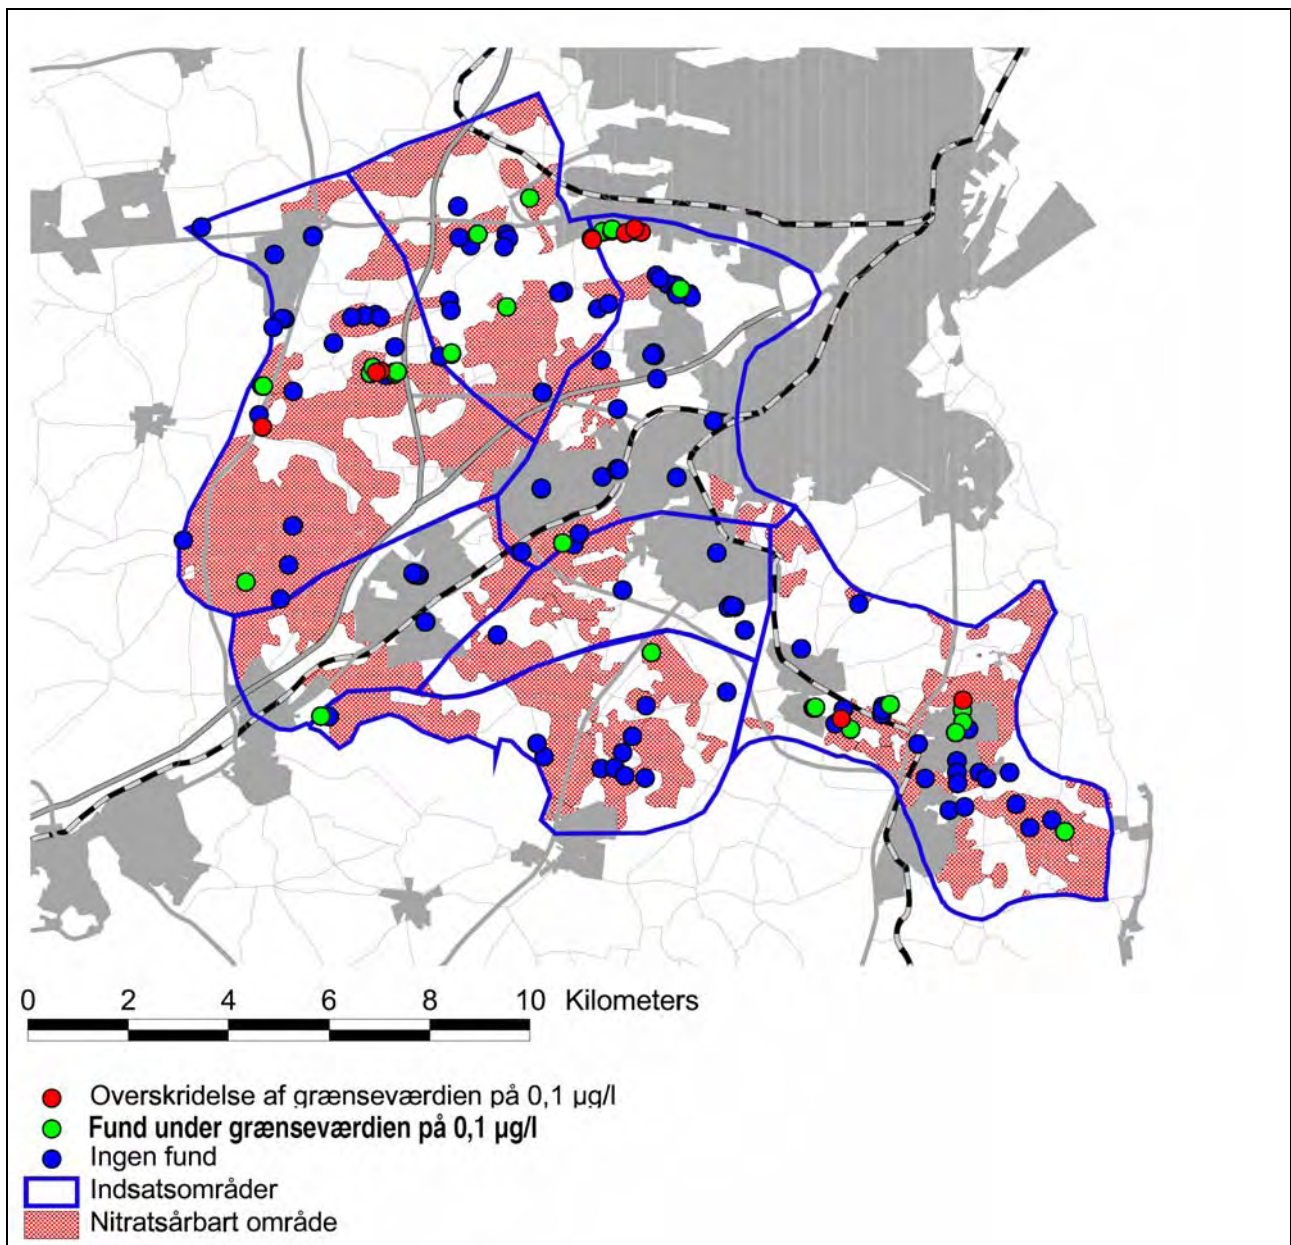 0 2 4 6 8 10 Kilometers
Overskridelse af grænseværdien på 0,1 µg/l
Fund under grænseværdien på 0,1 µg/l
Ingen fund
Indsatsområder
Nitratsårbart område